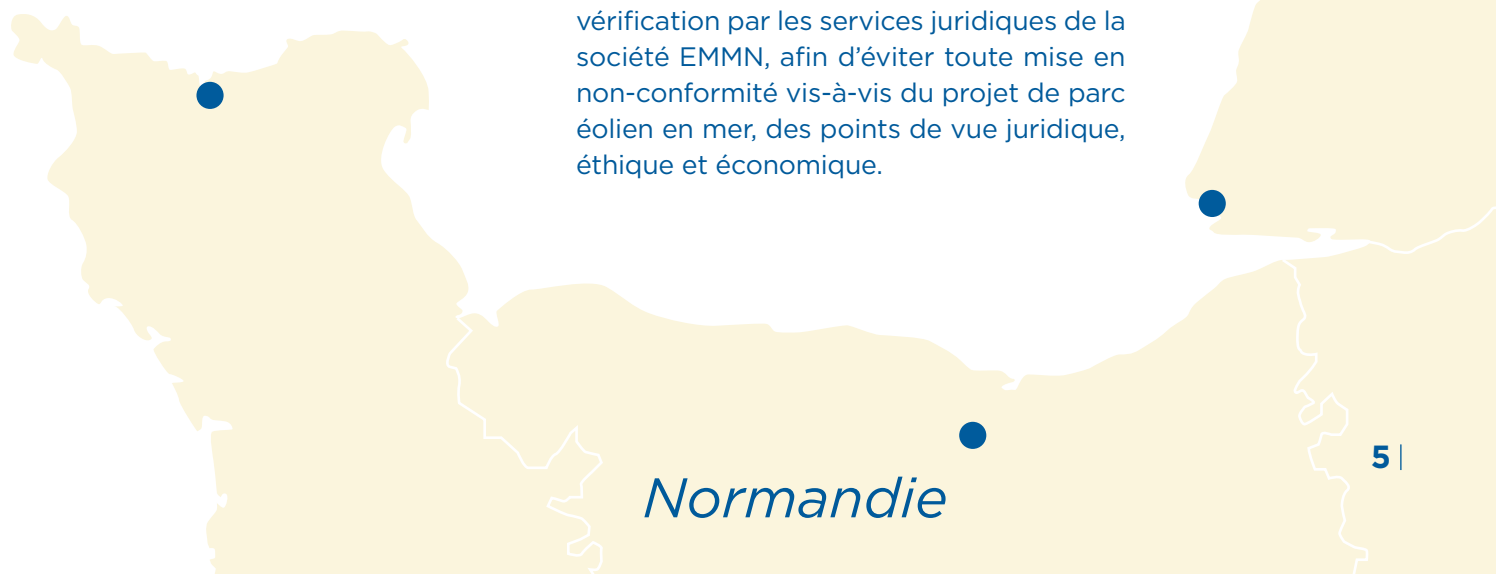 vérification par les services juridiques de la
société EMMN, afin d'éviter toute mise en
non-conformité vis-à-vis du projet de parc
éolien en mer, des points de vue juridique,
éthique et économique.
5 |
Normandie